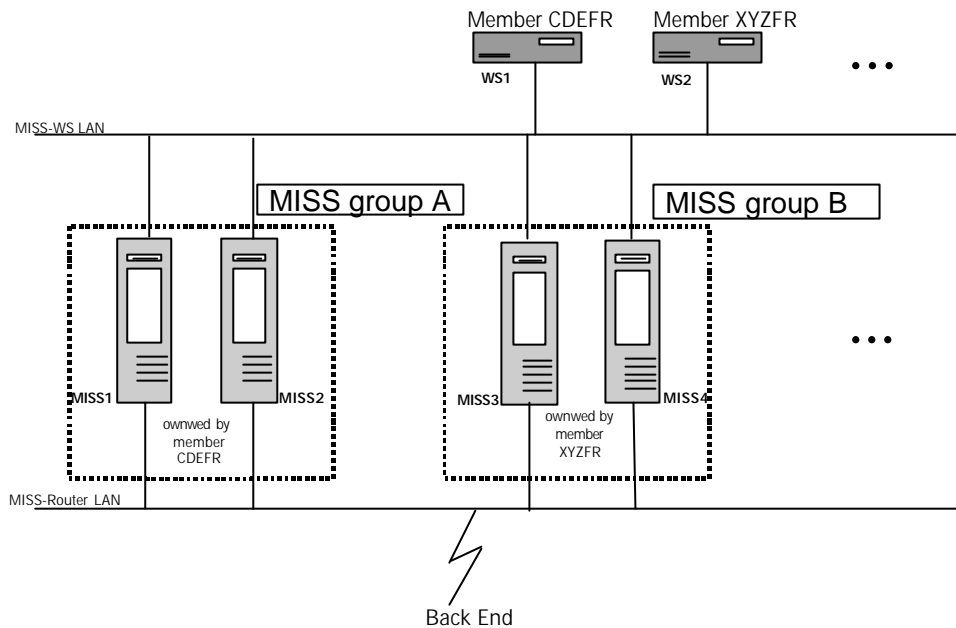 Member CDEFR
Member XYZFR
WS1
WS2
MISS-WS LAN
MISS group A
MISS group B
MISS1
MISS2
MISS3
MISS4
ownwed by
member
CDEFR
ownwed by
member
XYZFR
MISS-Router LAN
Back End